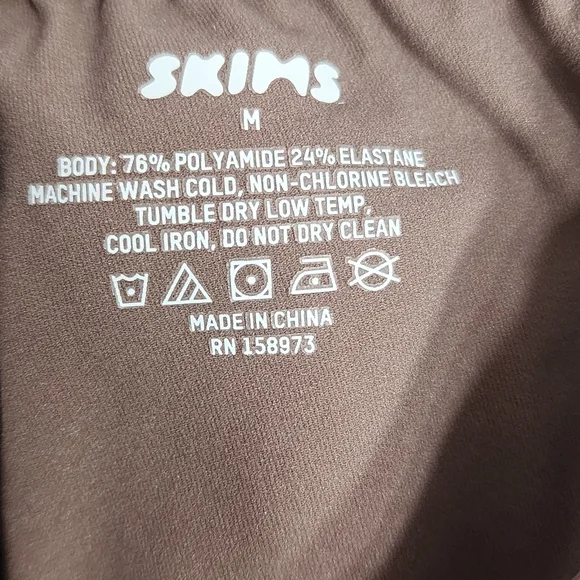 SKIMS
M
BODY: 76% POLYAMIDE 24% ELASTANE
MACHINE WASH COLD, NON-CHLORINE BLEACH
TUMBLE DRY LOW TEMP,
COOL IRON, DO NOT DRY CLEAN
MADE IN CHINA
RN 158973